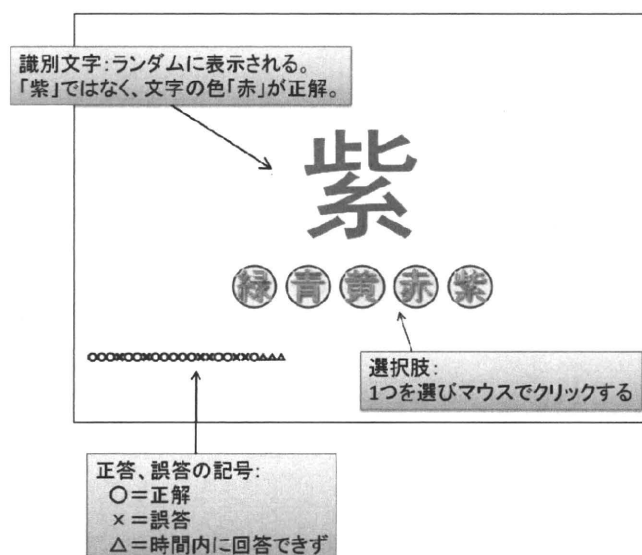 識別文字：ランダムに表示される。
「紫」ではなく、文字の色「赤」が正解。
紫
緑 青 黄 赤 紫
○○○×○○×○○○○○××○○××○△△△
選択肢：
1つを選びマウスでクリックする
正答、誤答の記号：
○＝正解
×＝誤答
△＝時間内に回答できず